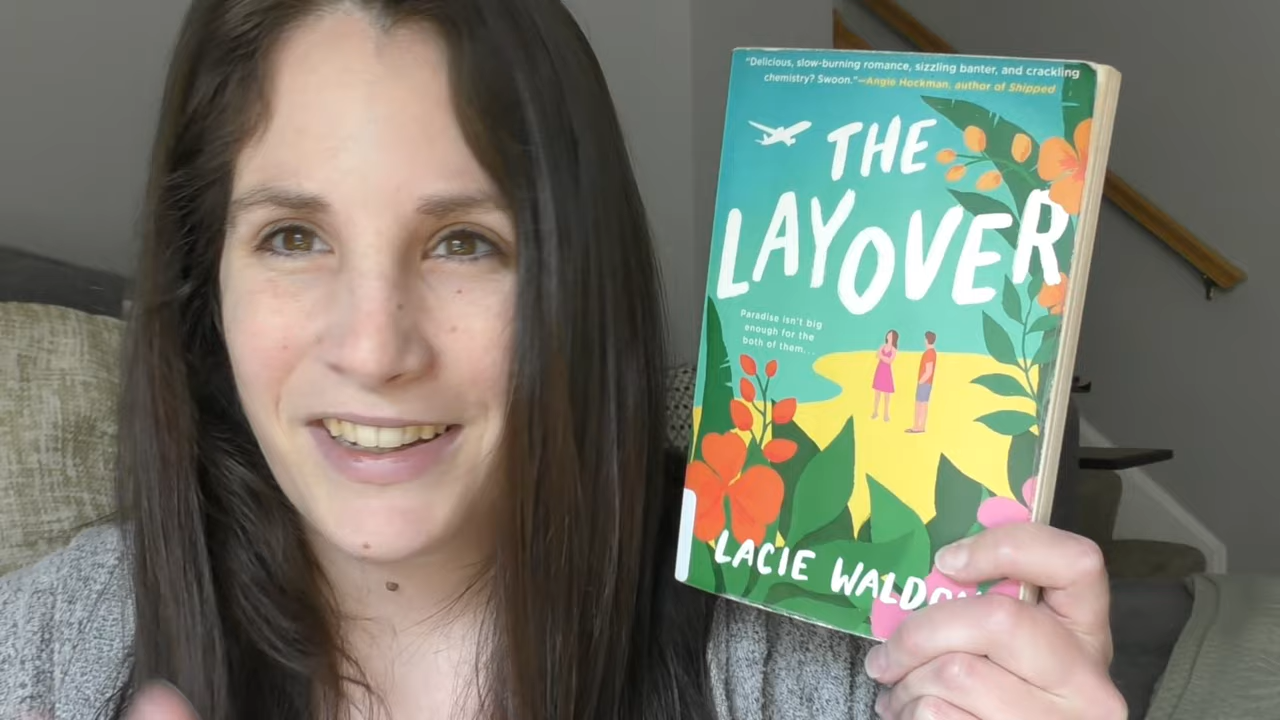 "Delicious, slow-burning romance, sizzling banter, and crackling
chemistry? Swoon."—Angie Hockman, author of Shipped
THE
LAYOVER
Paradise isn't big
enough for the
both of them...
LACIE